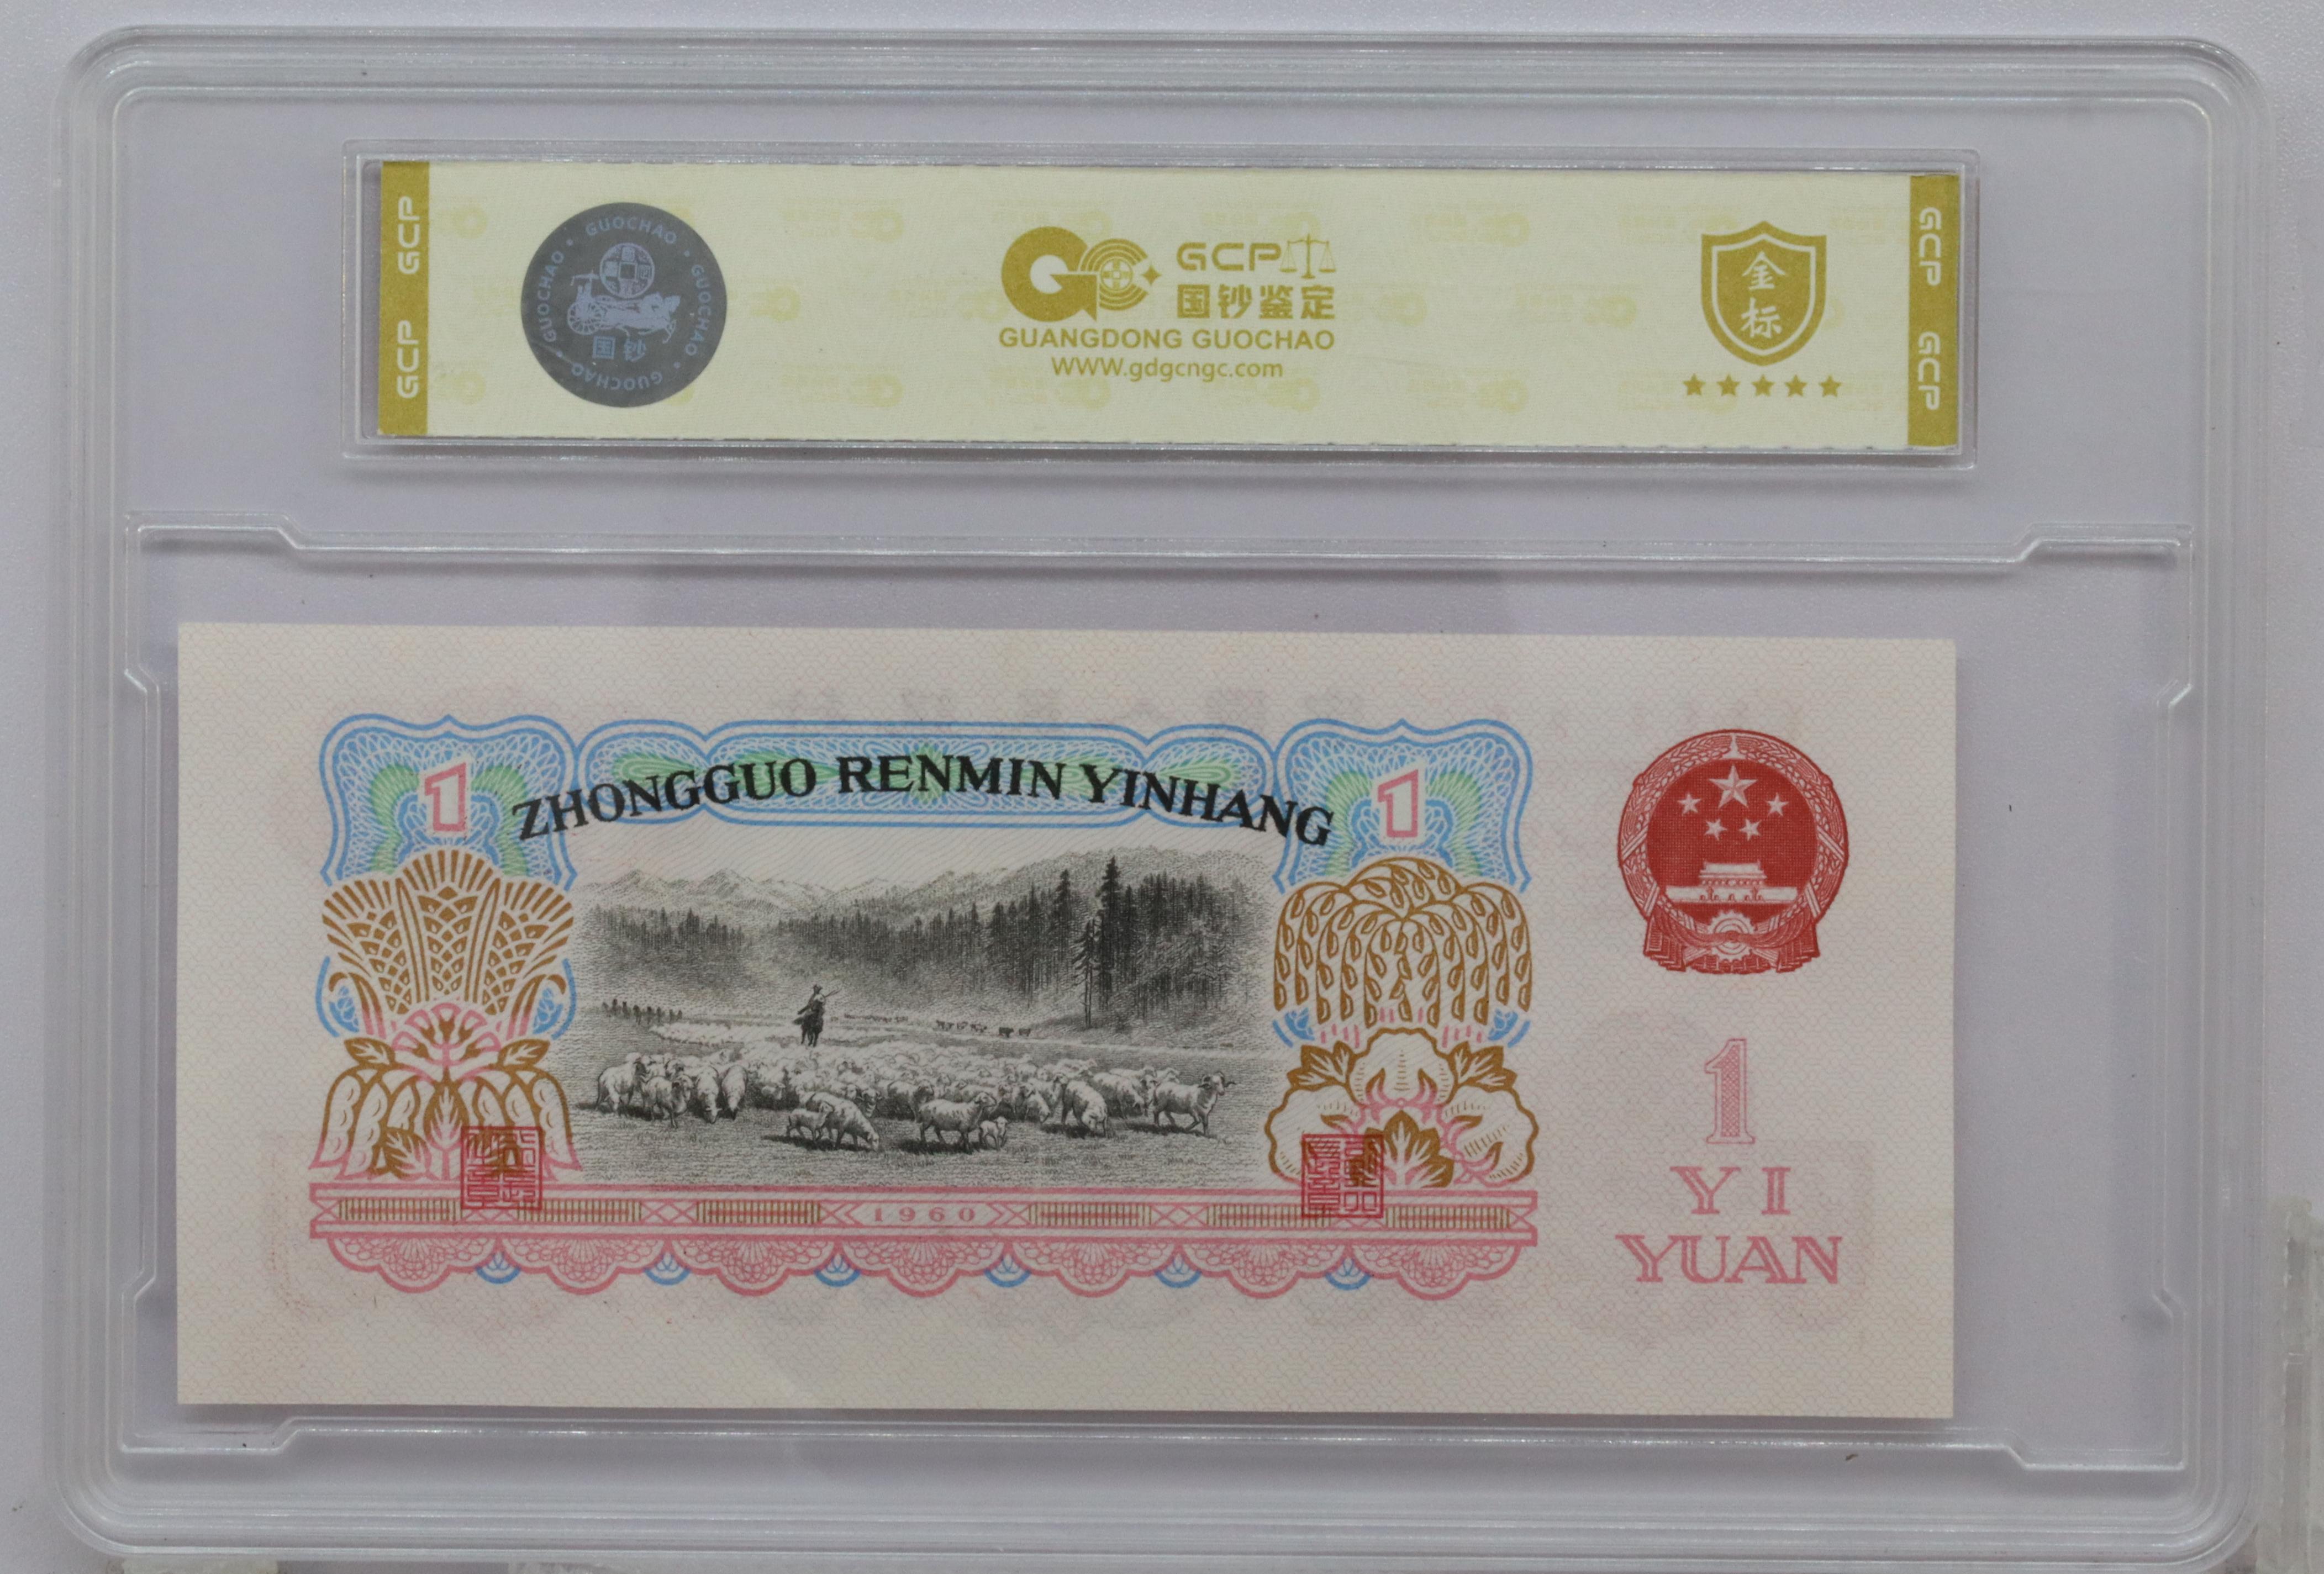 GCP GCP
GUOCHAO GUOCHAO GUOCHAO GUOCHAO GUOCHAO
国钞
GCP
国钞鉴定
GUANGDONG GUOCHAO
WWW.gdgcngc.com
金标
GCP GCP
ZHONGGUO RENMIN YINHANG
1
1
1
YI
YUAN
1960